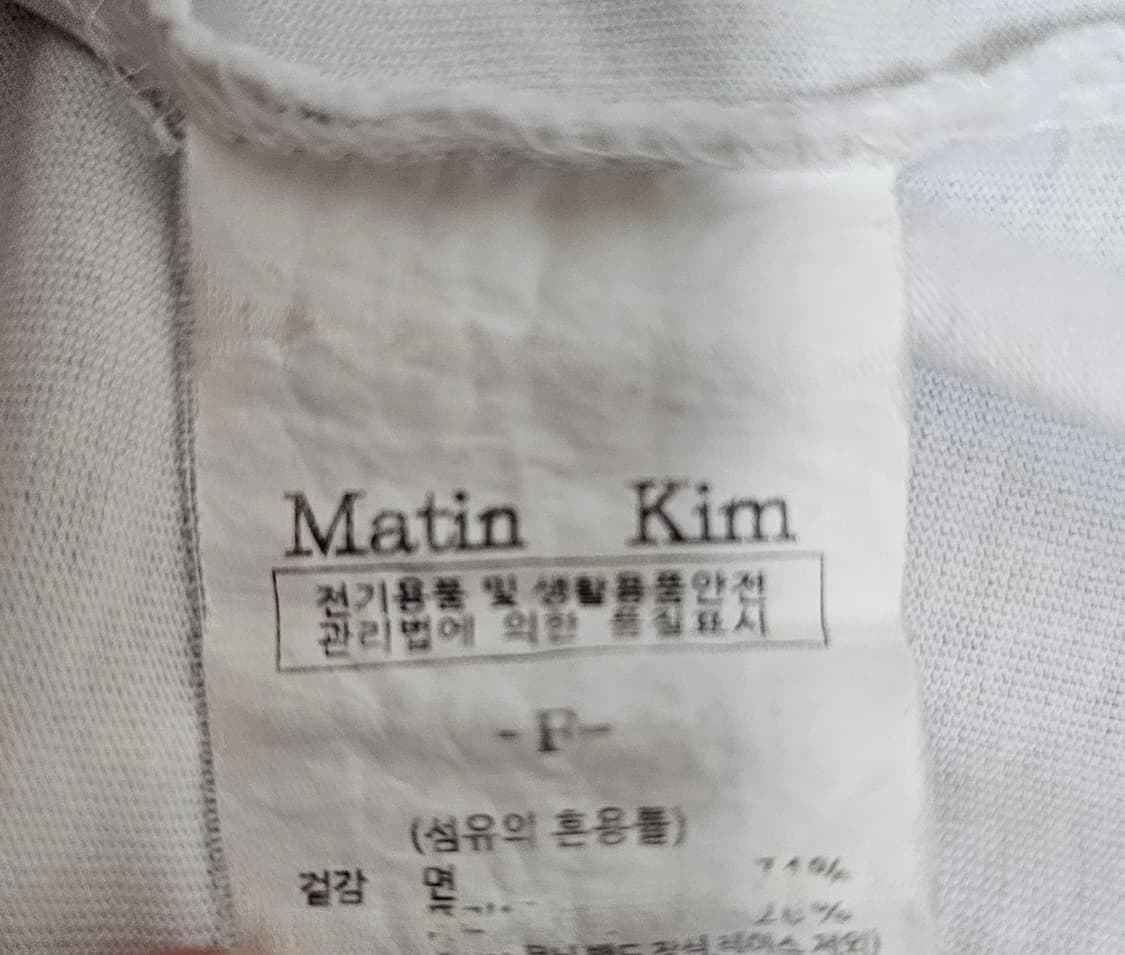 Matin Kim
전기용품 및 생활용품안전
관리법에 의한 품질표시
-F-
(섬유의 혼용률)
겉감 면